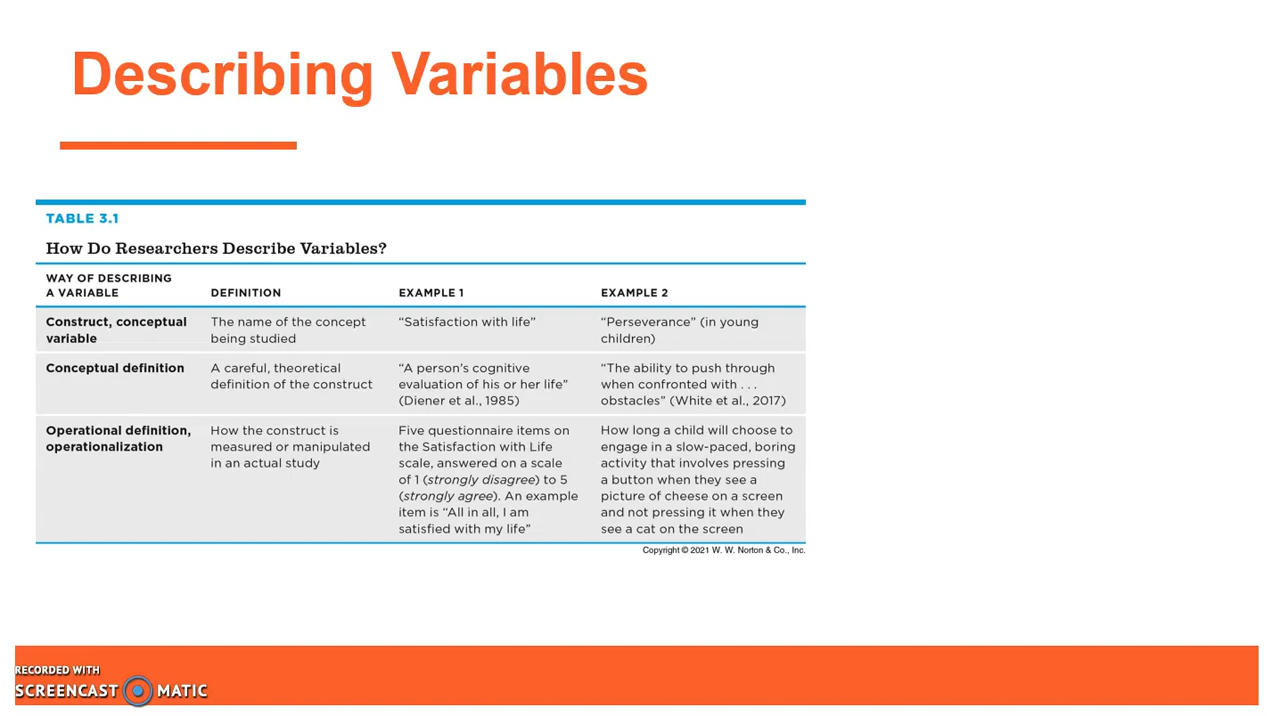 Describing Variables
TABLE 3.1
How Do Researchers Describe Variables?
WAY OF DESCRIBING
A VARIABLE
DEFINITION
EXAMPLE 1
EXAMPLE 2
Construct, conceptual
variable
The name of the concept
being studied
“Satisfaction with life”
“Perseverance” (in young
children)
Conceptual definition
A careful, theoretical
definition of the construct
“A person’s cognitive
evaluation of his or her life”
(Diener et al., 1985)
“The ability to push through
when confronted with . . .
obstacles” (White et al., 2017)
Operational definition,
operationalization
How the construct is
measured or manipulated
in an actual study
Five questionnaire items on
the Satisfaction with Life
scale, answered on a scale
of 1 (strongly disagree) to 5
(strongly agree). An example
item is “All in all, I am
satisfied with my life”
How long a child will choose to
engage in a slow-paced, boring
activity that involves pressing
a button when they see a
picture of cheese on a screen
and not pressing it when they
see a cat on the screen
Copyright © 2021 W. W. Norton & Co., Inc.
RECORDED WITH
SCREENCAST MATIC